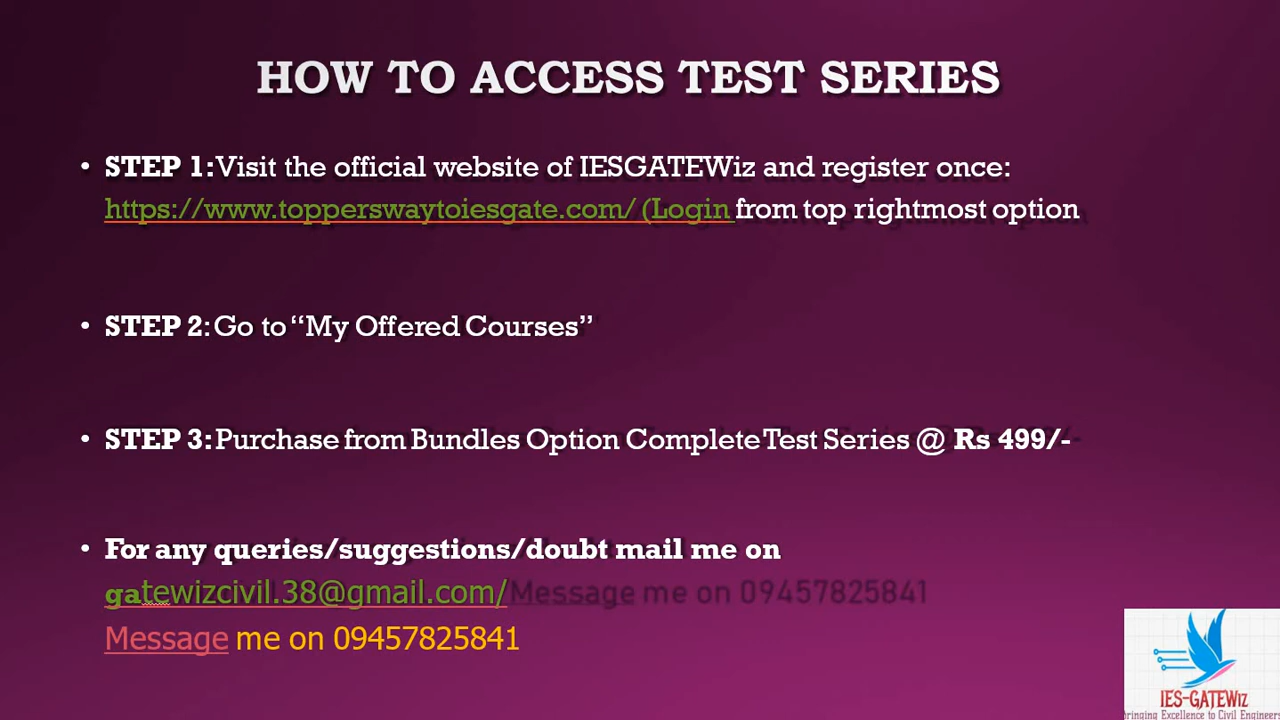 HOW TO ACCESS TEST SERIES
• STEP 1: Visit the official website of IESGATEWiz and register once:
https://www.topperswaytoiesgate.com/ (Login from top rightmost option
• STEP 2: Go to “My Offered Courses”
• STEP 3: Purchase from Bundles Option Complete Test Series @ Rs 499/-
• For any queries/suggestions/doubt mail me on
gatewizcivil.38@gmail.com/ Message me on 09457825841
Message me on 09457825841
IES-GATEWiz
Bringing Excellence to Civil Engineers